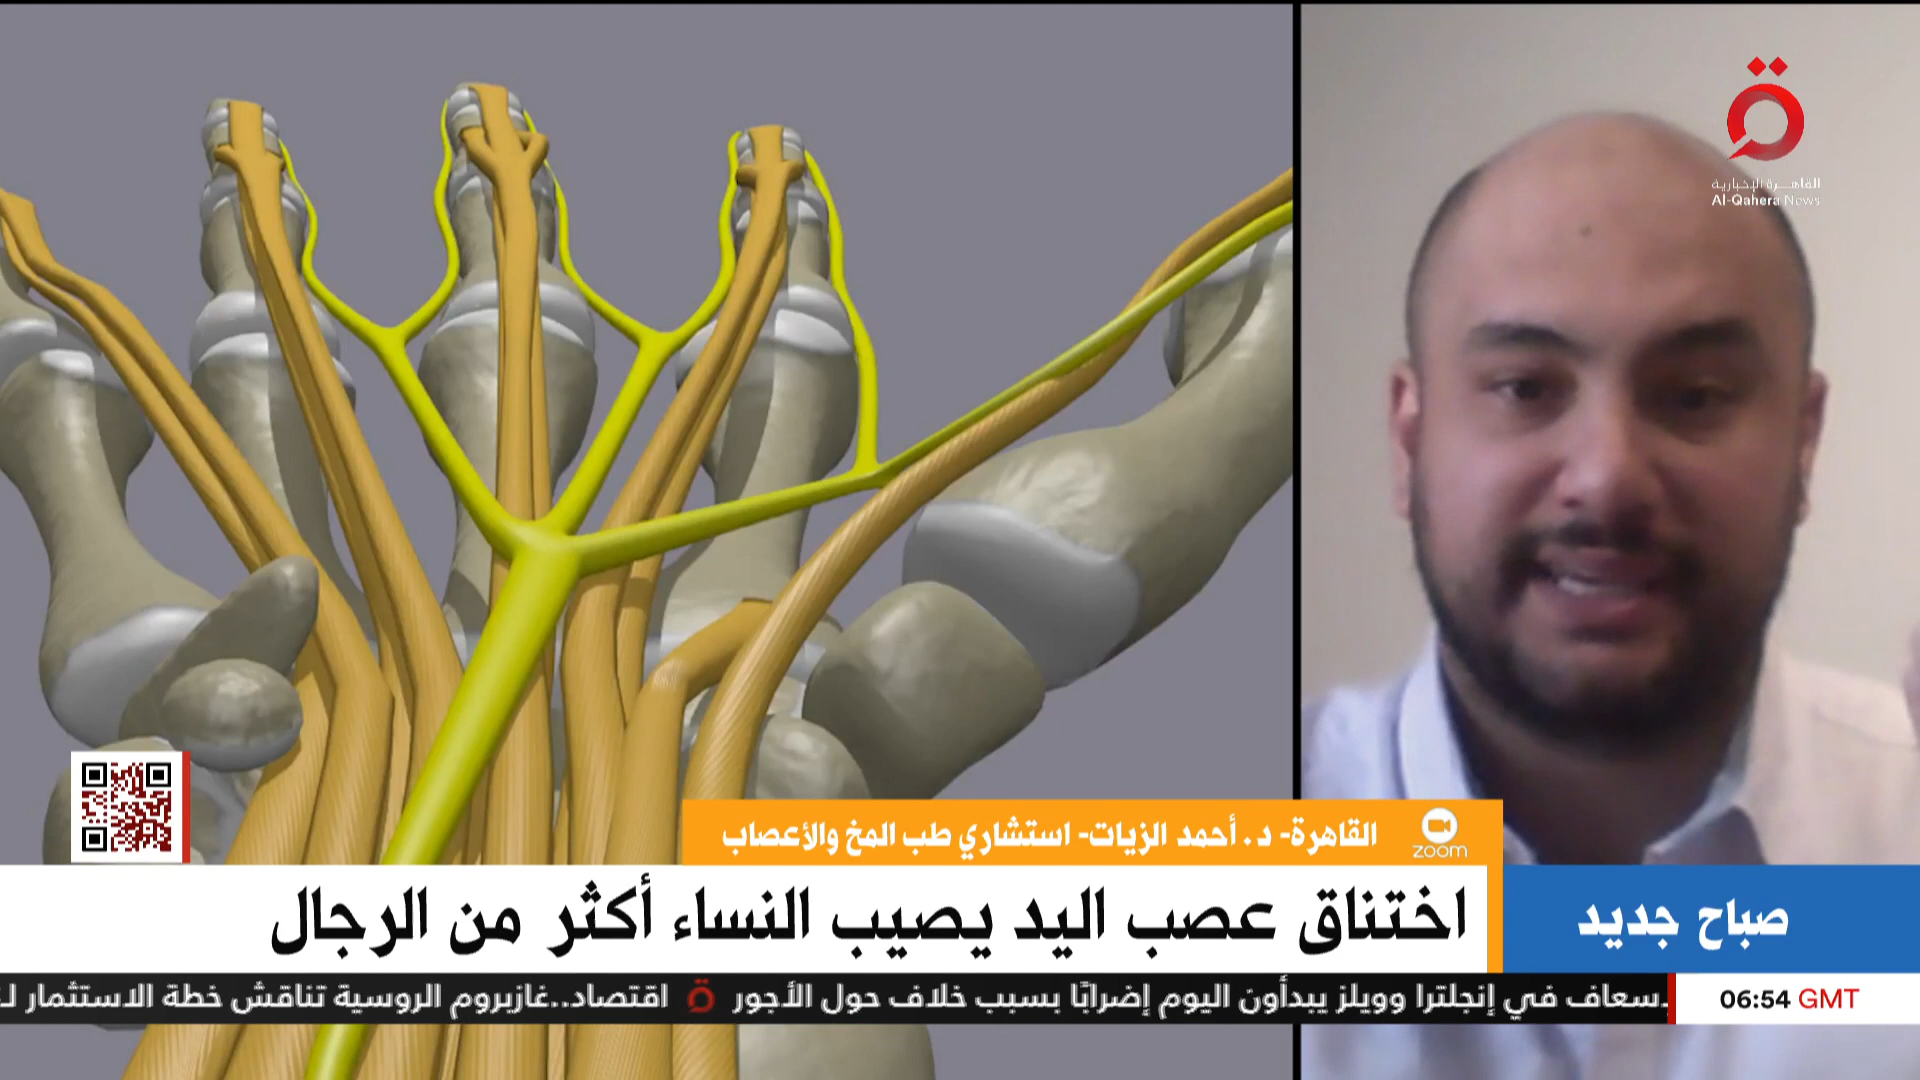 القاهرة الإخبارية
Al-Qahera News
القاهرة- د. أحمد الزيات- استشاري طب المخ والأعصاب
zoom
اختناق عصب اليد يصيب النساء أكثر من الرجال
صباح جديد
سعاف في إنجلترا وويلز يبدأون اليوم إضرابًا بسبب خلاف حول الأجور اقتصاد..غازبروم الروسية تناقش خطة الاستثمار
06:54 GMT